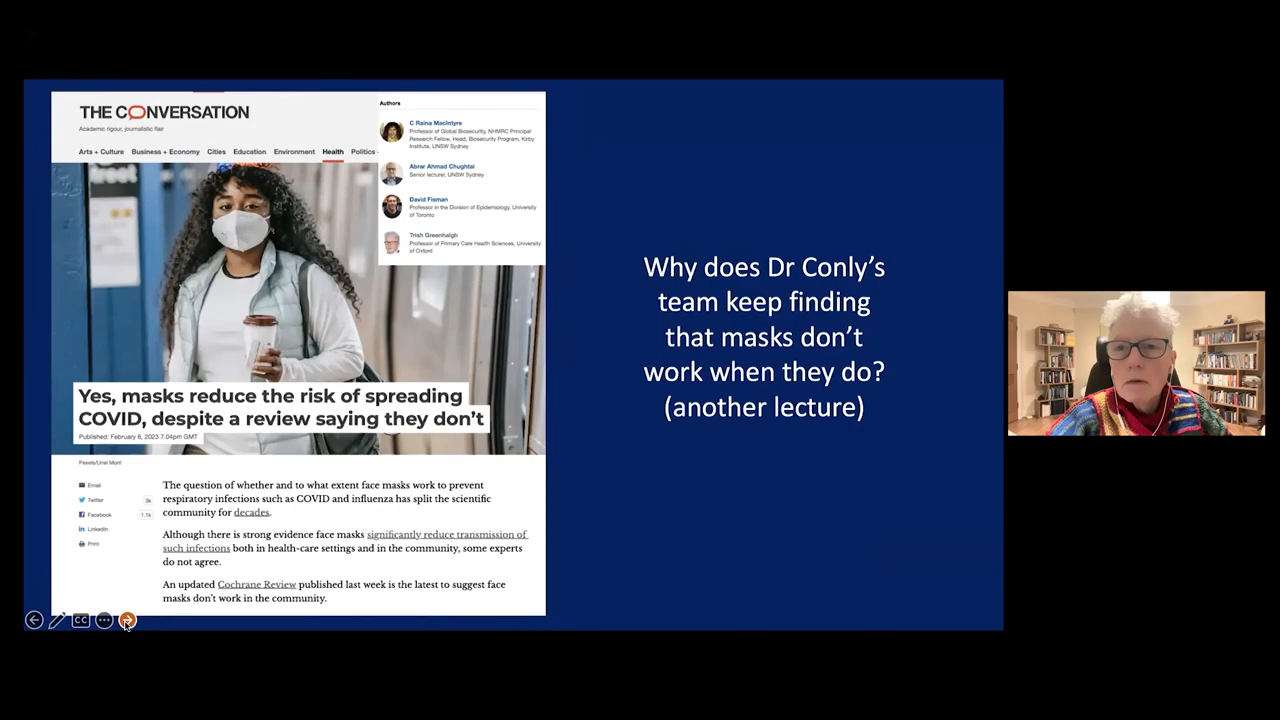 THE CONVERSATION
Academic rigour, journalistic flair
Arts + Culture Business + Economy Cities Education Environment Health Politics
Authors
C Raina MacIntyre
Professor of Global Biosecurity, NHMRC Principal
Research Fellow, Head, Biosecurity Program, Kirby
Institute, UNSW Sydney
Abrar Ahmad Chughtai
Senior lecturer, UNSW Sydney
David Fisman
Professor in the Division of Epidemiology, University
of Toronto
Trish Greenhalgh
Professor of Primary Care Health Sciences, University
of Oxford
Yes, masks reduce the risk of spreading
COVID, despite a review saying they don't
Published: February 6, 2023 7.04pm GMT
Pexels/Uriel Mont
Email
Twitter 3k
Facebook 1.1k
LinkedIn
Print
The question of whether and to what extent face masks work to prevent
respiratory infections such as COVID and influenza has split the scientific
community for decades.
Although there is strong evidence face masks significantly reduce transmission of
such infections both in health-care settings and in the community, some experts
do not agree.
An updated Cochrane Review published last week is the latest to suggest face
masks don't work in the community.
Why does Dr Conly's
team keep finding
that masks don't
work when they do?
(another lecture)
CC